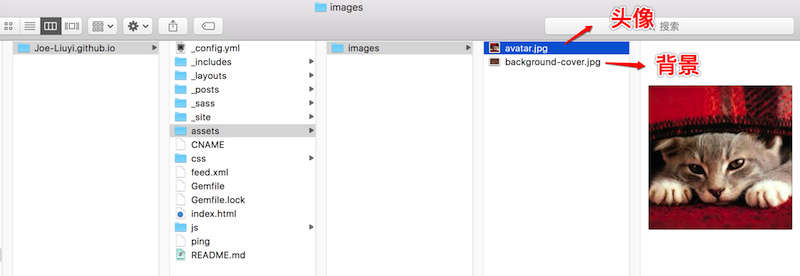 images
头像
搜索
Joe-Liuyi.github.io
_config.yml
_includes
_layouts
_posts
_sass
_site
assets
CNAME
css
feed.xml
Gemfile
Gemfile.lock
index.html
js
ping
README.md
images
avatar.jpg
background-cover.jpg
背景